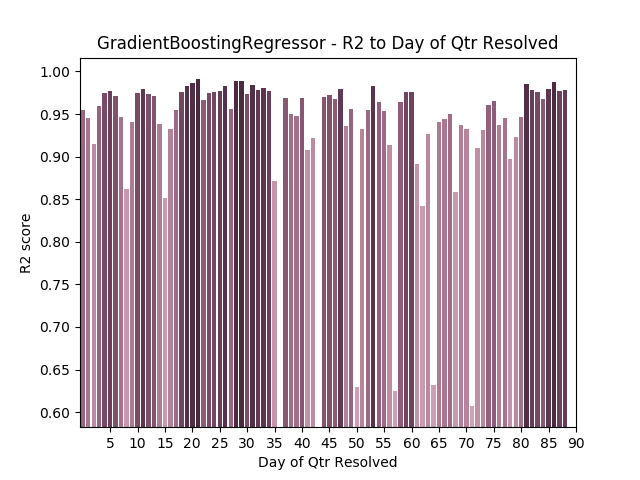 GradientBoostingRegressor - R2 to Day of Qtr Resolved
1.00
0.95
0.90
0.85
0.80
0.75
0.70
0.65
0.60
R2 score
5 10 15 20 25 30 35 40 45 50 55 60 65 70 75 80 85 90
Day of Qtr Resolved